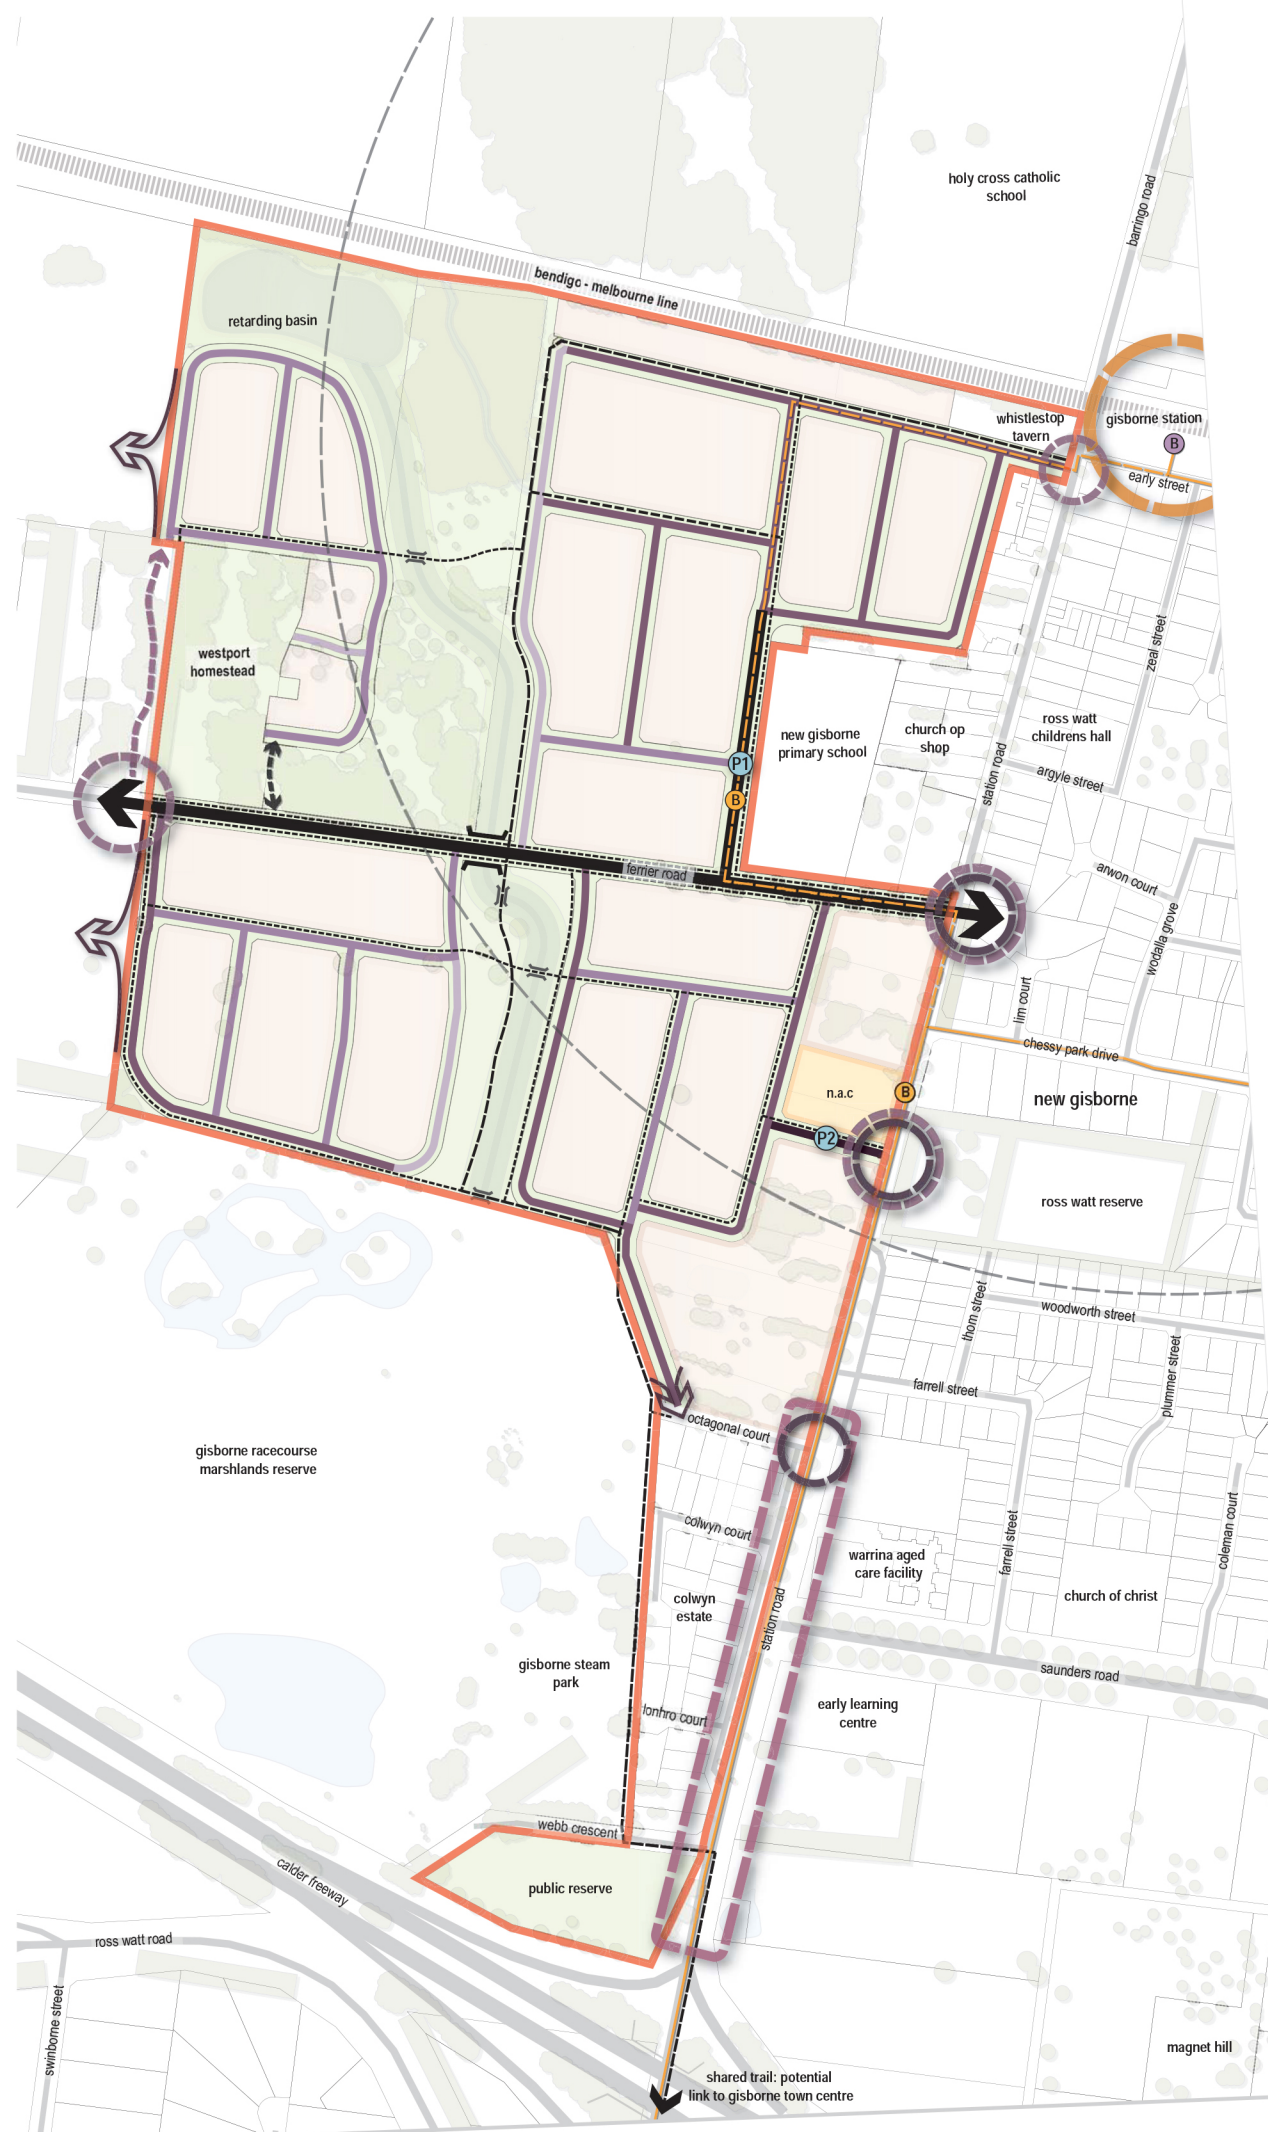 holy cross catholic
school
barringo road
bendigo - melbourne line
retarding basin
whistlestop
tavern
gisborne station
B
early street
westport
homestead
zeal street
new gisborne
primary school
church op
shop
ross watt
childrens hall
station road
argyle street
P1
B
ferrier road
arwon court
wodalla grove
lim court
chessy park drive
n.a.c
B
new gisborne
P2
ross watt reserve
thom street
woodworth street
plummer street
farrell street
octagonal court
gisborne racecourse
marshlands reserve
colwyn court
farrell street
coleman court
warrina aged
care facility
church of christ
colwyn
estate
station road
gisborne steam
park
saunders road
lonhro court
early learning
centre
webb crescent
calder freeway
public reserve
ross watt road
swinborne street
magnet hill
shared trail: potential
link to gisborne town centre